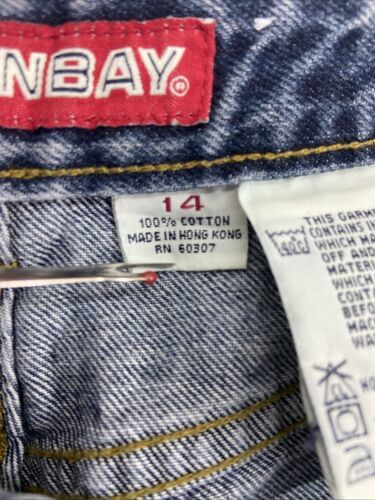 NBAY®
14
100% COTTON
MADE IN HONG KONG
RN 60307
THIS GARME
CONTAINS IN
WHICH MA
OFF AND
MATERI
WHICH
CONT
BEFO
MAC
WA
40°C